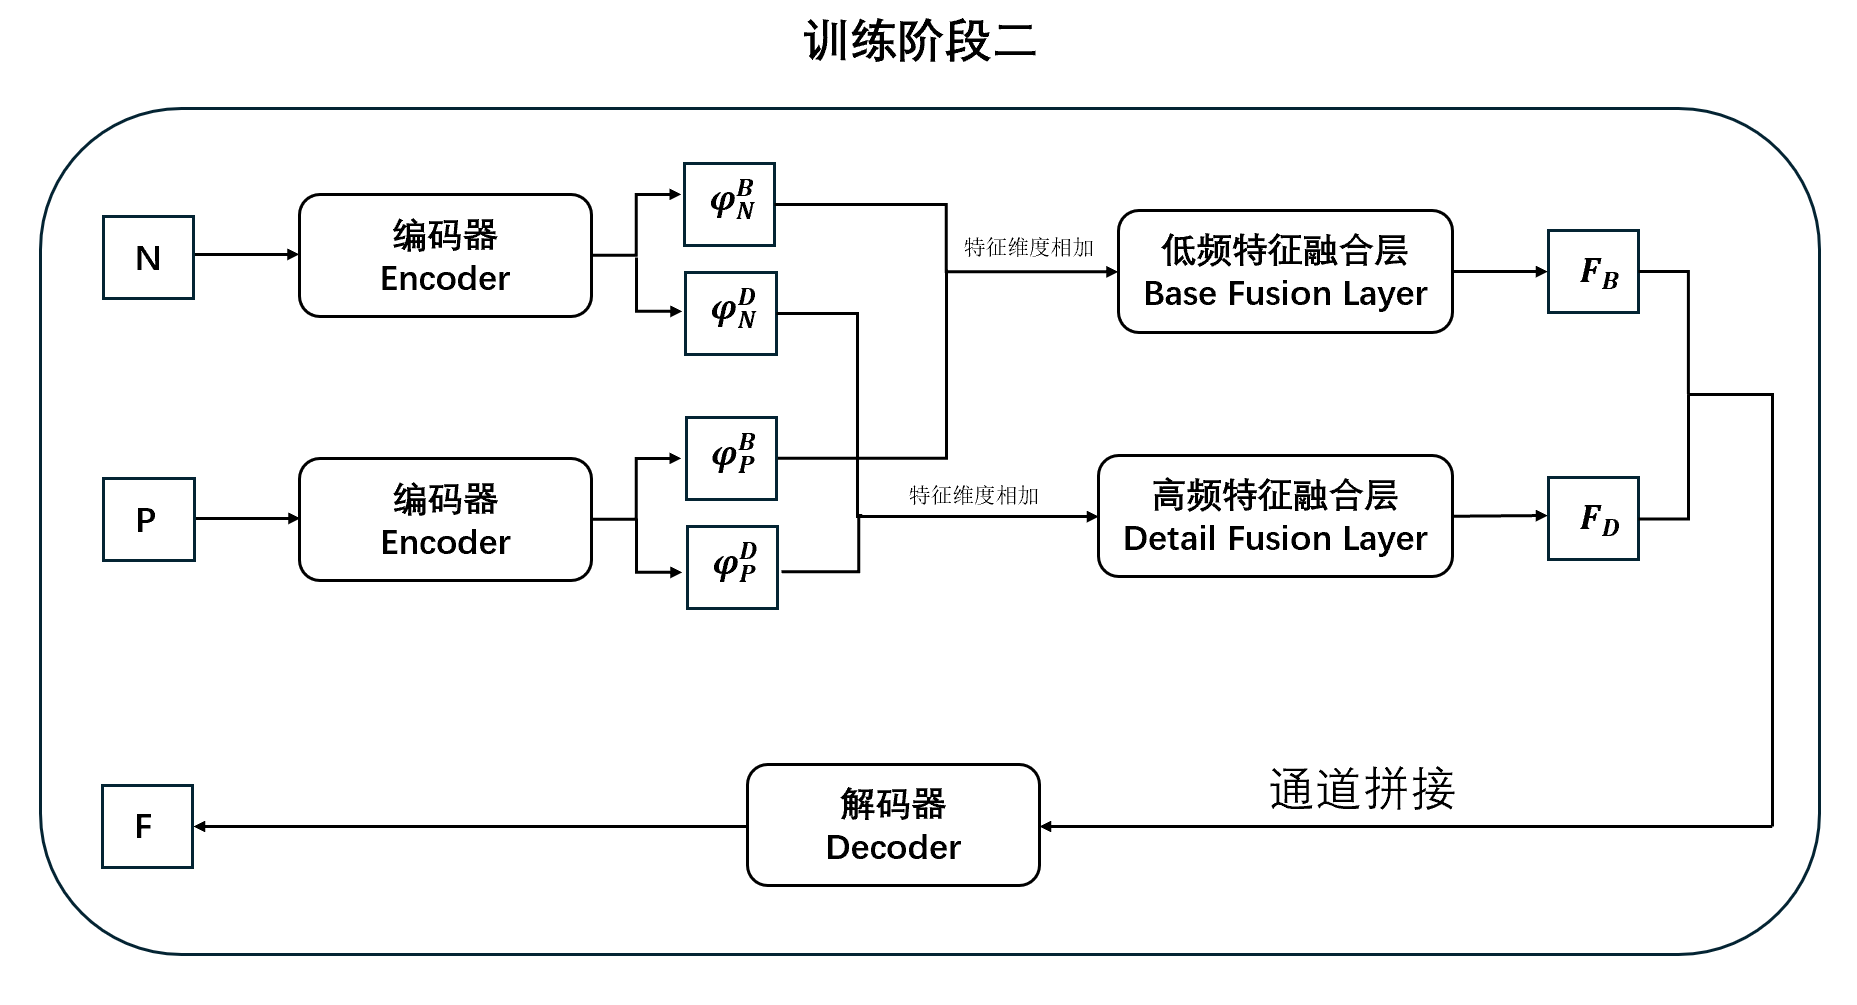 训练阶段二
N
编码器
Encoder
φ_N^B
φ_N^D
特征维度相加
低频特征融合层
Base Fusion Layer
F_B
P
编码器
Encoder
φ_P^B
φ_P^D
特征维度相加
高频特征融合层
Detail Fusion Layer
F_D
F
解码器
Decoder
通道拼接